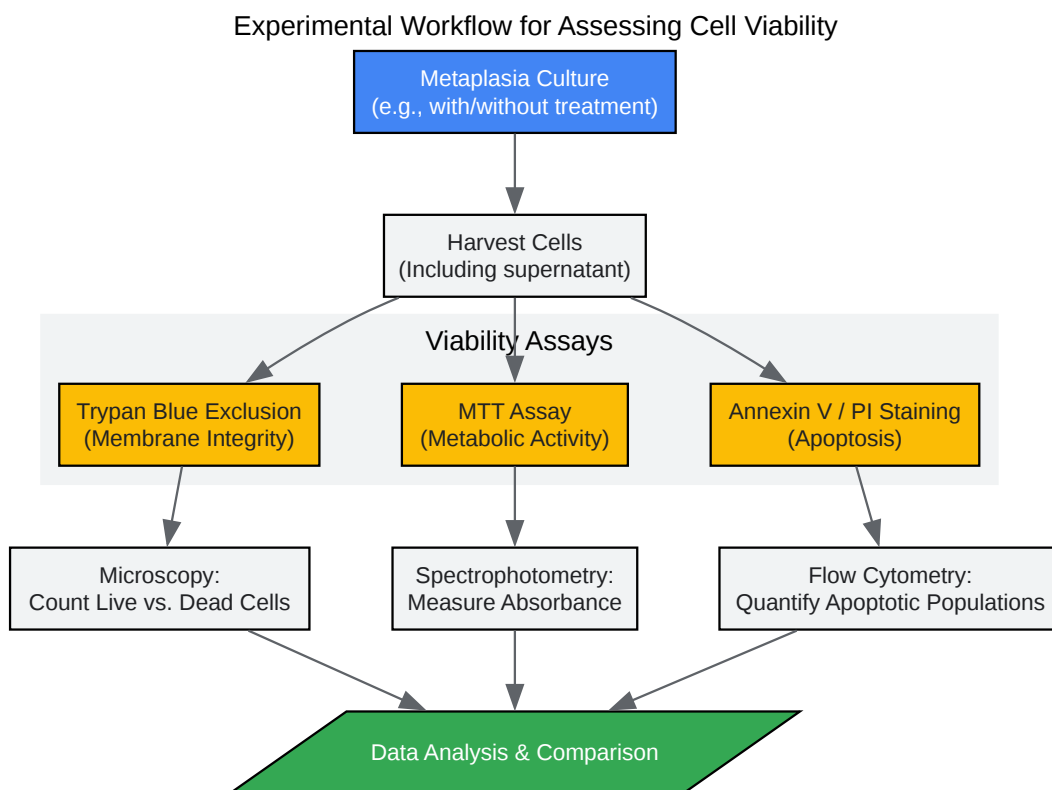 Experimental Workflow for Assessing Cell Viability
Metaplasia Culture
(e.g., with/without treatment)
Harvest Cells
(Including supernatant)
Viability Assays
Trypan Blue Exclusion
(Membrane Integrity)
MTT Assay
(Metabolic Activity)
Annexin V / PI Staining
(Apoptosis)
Microscopy:
Count Live vs. Dead Cells
Spectrophotometry:
Measure Absorbance
Flow Cytometry:
Quantify Apoptotic Populations
Data Analysis & Comparison